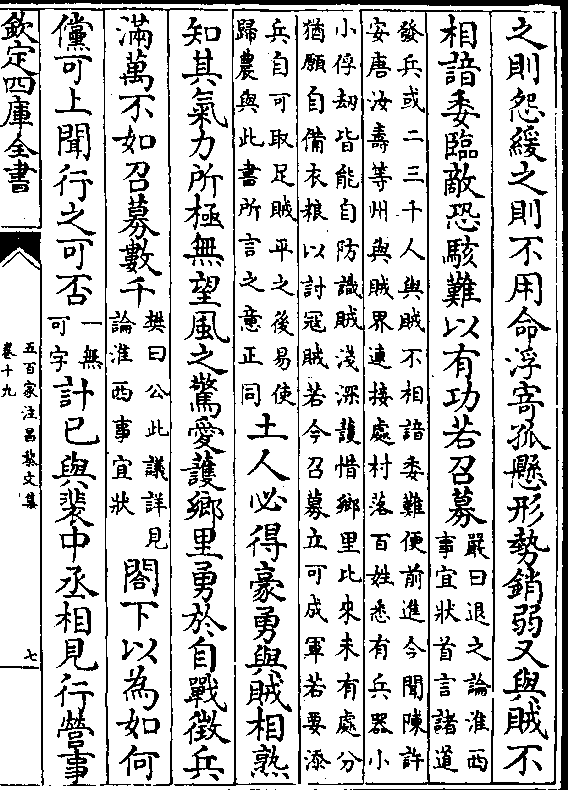 之則怨緩之則不用命浮寄孤懸形勢銷弱又與賊不
相諳委臨敵恐駭難以有功若召募嚴曰退之論淮西事宜狀首言諸道
發兵或二三千人與賊不相諳委難便前進今聞陳許
安唐汝壽等州與賊界連接處村落百姓悉有兵器小
小俘劫皆能自防識賊淺深護惜鄉里比來未有處分
猶願自備衣粮以討冦賊若今召募立可成軍若要添
兵自可取足賊平之後易使
歸農與此書所言之意正同土人必得豪勇與賊相熟
知其氣力所極無望風之驚愛護鄉里勇於自戰徵兵
滿萬不如召募數千樊曰公此議詳見論淮西事宜狀閣下以為如何
儻可上聞行之可否一無可字計已與裴中丞相見行營事
欽定四庫全書
五百家注昌黎文集
卷十九
七